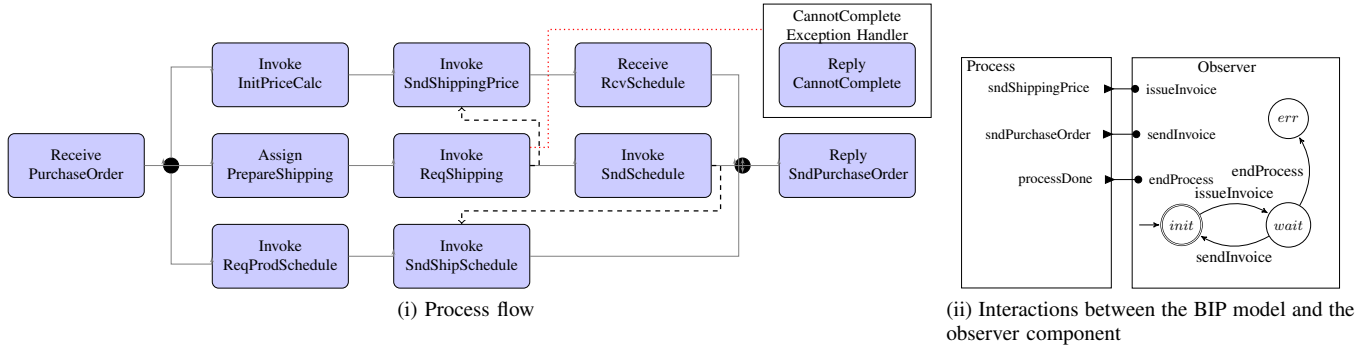 CannotComplete
Exception Handler
Invoke
InitPriceCalc
Invoke
SndShippingPrice
Receive
RcvSchedule
Reply
CannotComplete
Receive
PurchaseOrder
Assign
PrepareShipping
Invoke
ReqShipping
Invoke
SndSchedule
Reply
SndPurchaseOrder
Invoke
ReqProdSchedule
Invoke
SndShipSchedule
(i) Process flow
Process
Observer
sndShippingPrice
issueInvoice
sndPurchaseOrder
sendInvoice
err
processDone
endProcess
endProcess
issueInvoice
init
wait
sendInvoice
(ii) Interactions between the BIP model and the
observer component